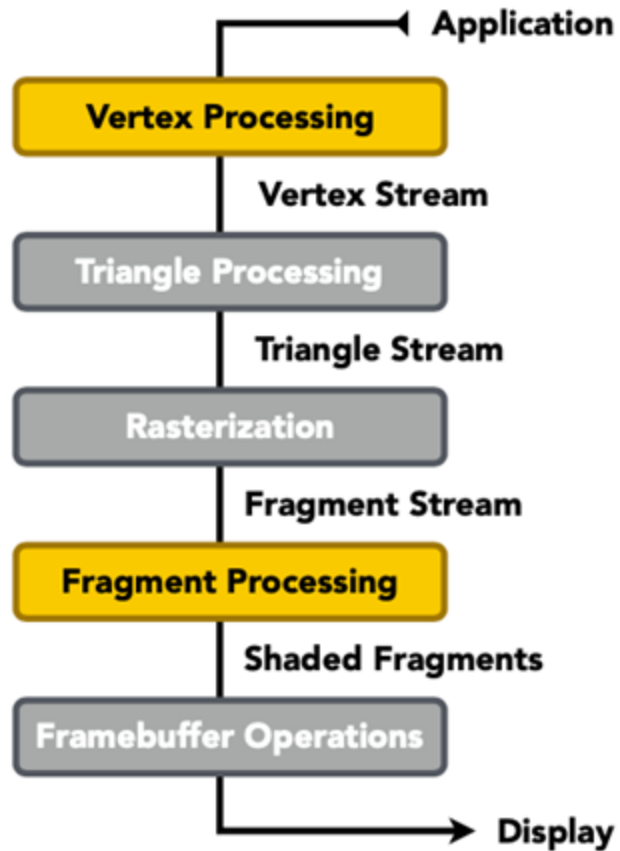 Application
Vertex Processing
Vertex Stream
Triangle Processing
Triangle Stream
Rasterization
Fragment Stream
Fragment Processing
Shaded Fragments
Framebuffer Operations
Display